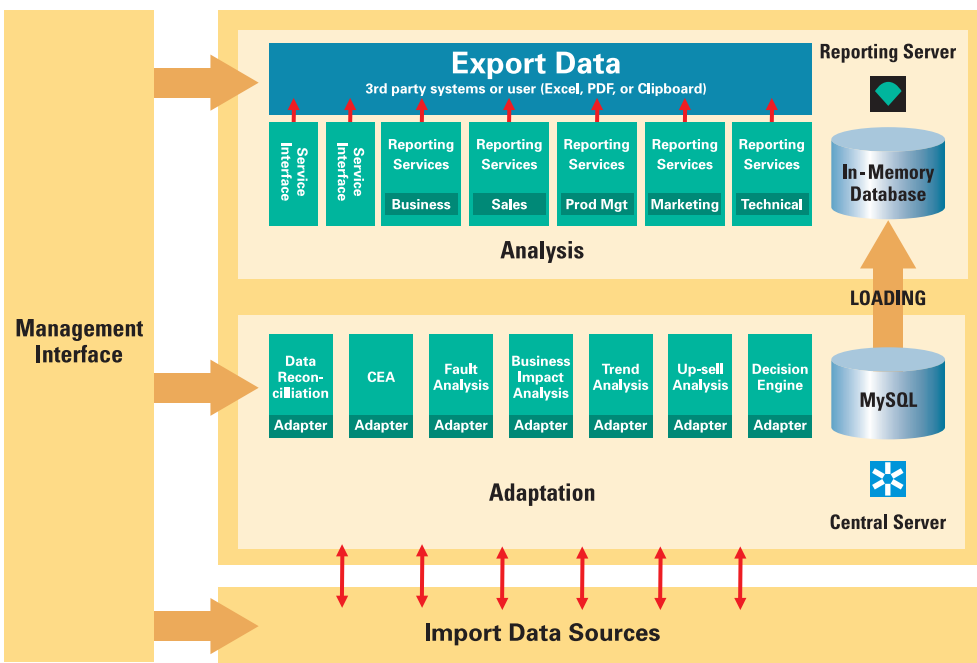 Management
Interface
Export Data
3rd party systems or user (Excel, PDF, or Clipboard)
Service
Interface
Service
Interface
Reporting
Services
Business
Reporting
Services
Sales
Reporting
Services
Prod Mgt
Reporting
Services
Marketing
Reporting
Services
Technical
Analysis
Reporting Server
In-Memory
Database
LOADING
Data
Recon-
cilliation
Adapter
CEA
Adapter
Fault
Analysis
Adapter
Business
Impact
Analysis
Adapter
Trend
Analysis
Adapter
Up-sell
Analysis
Adapter
Decision
Engine
Adapter
Adaptation
MySQL
Central Server
Import Data Sources